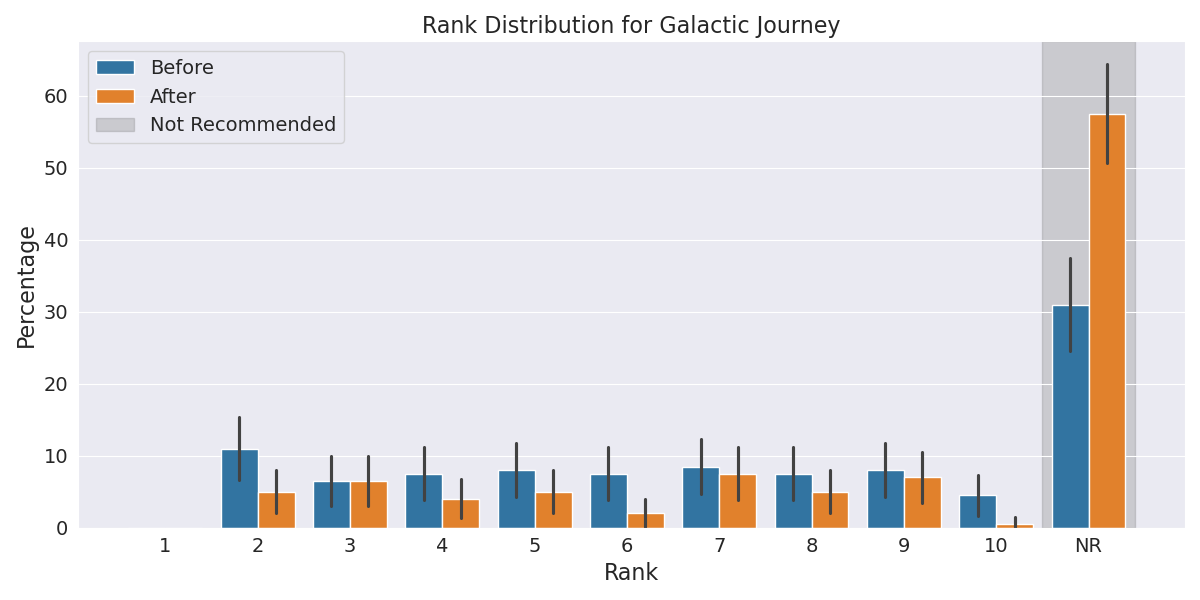 Rank Distribution for Galactic Journey
Before
After
Not Recommended
Percentage
60
50
40
30
20
10
0
1 2 3 4 5 6 7 8 9 10 NR
Rank